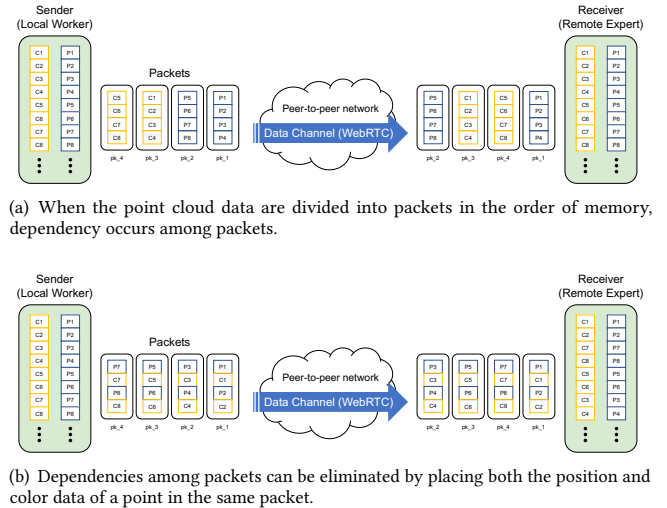 Sender
(Local Worker)
Receiver
(Remote Expert)
C1 P1
C2 P2
C3 P3
C4 P4
C5 P5
C6 P6
C7 P7
C8 P8
Packets
C5 C1 P5 P1
C6 C2 P6 P2
C7 C3 P7 P3
C8 C4 P8 P4
pk_4 pk_3 pk_2 pk_1
Peer-to-peer network
Data Channel (WebRTC)
P5 C1 C5 P1
P6 C2 C6 P2
P7 C3 C7 P3
P8 C4 C8 P4
pk_2 pk_3 pk_4 pk_1
C1 P1
C2 P2
C3 P3
C4 P4
C5 P5
C6 P6
C7 P7
C8 P8
(a) When the point cloud data are divided into packets in the order of memory,
dependency occurs among packets.
Sender
(Local Worker)
Receiver
(Remote Expert)
C1 P1
C2 P2
C3 P3
C4 P4
C5 P5
C6 P6
C7 P7
C8 P8
Packets
P7 P5 P3 P1
C7 C5 C3 C1
P8 P6 P4 P2
C8 C6 C4 C2
pk_4 pk_3 pk_2 pk_1
Peer-to-peer network
Data Channel (WebRTC)
P3 P5 P7 P1
C3 C5 C7 C1
P4 P6 P8 P2
C4 C6 C8 C2
pk_2 pk_3 pk_4 pk_1
C1 P1
C2 P2
C7 P7
C8 P8
C5 P5
C6 P6
C3 P3
C4 P4
(b) Dependencies among packets can be eliminated by placing both the position and
color data of a point in the same packet.